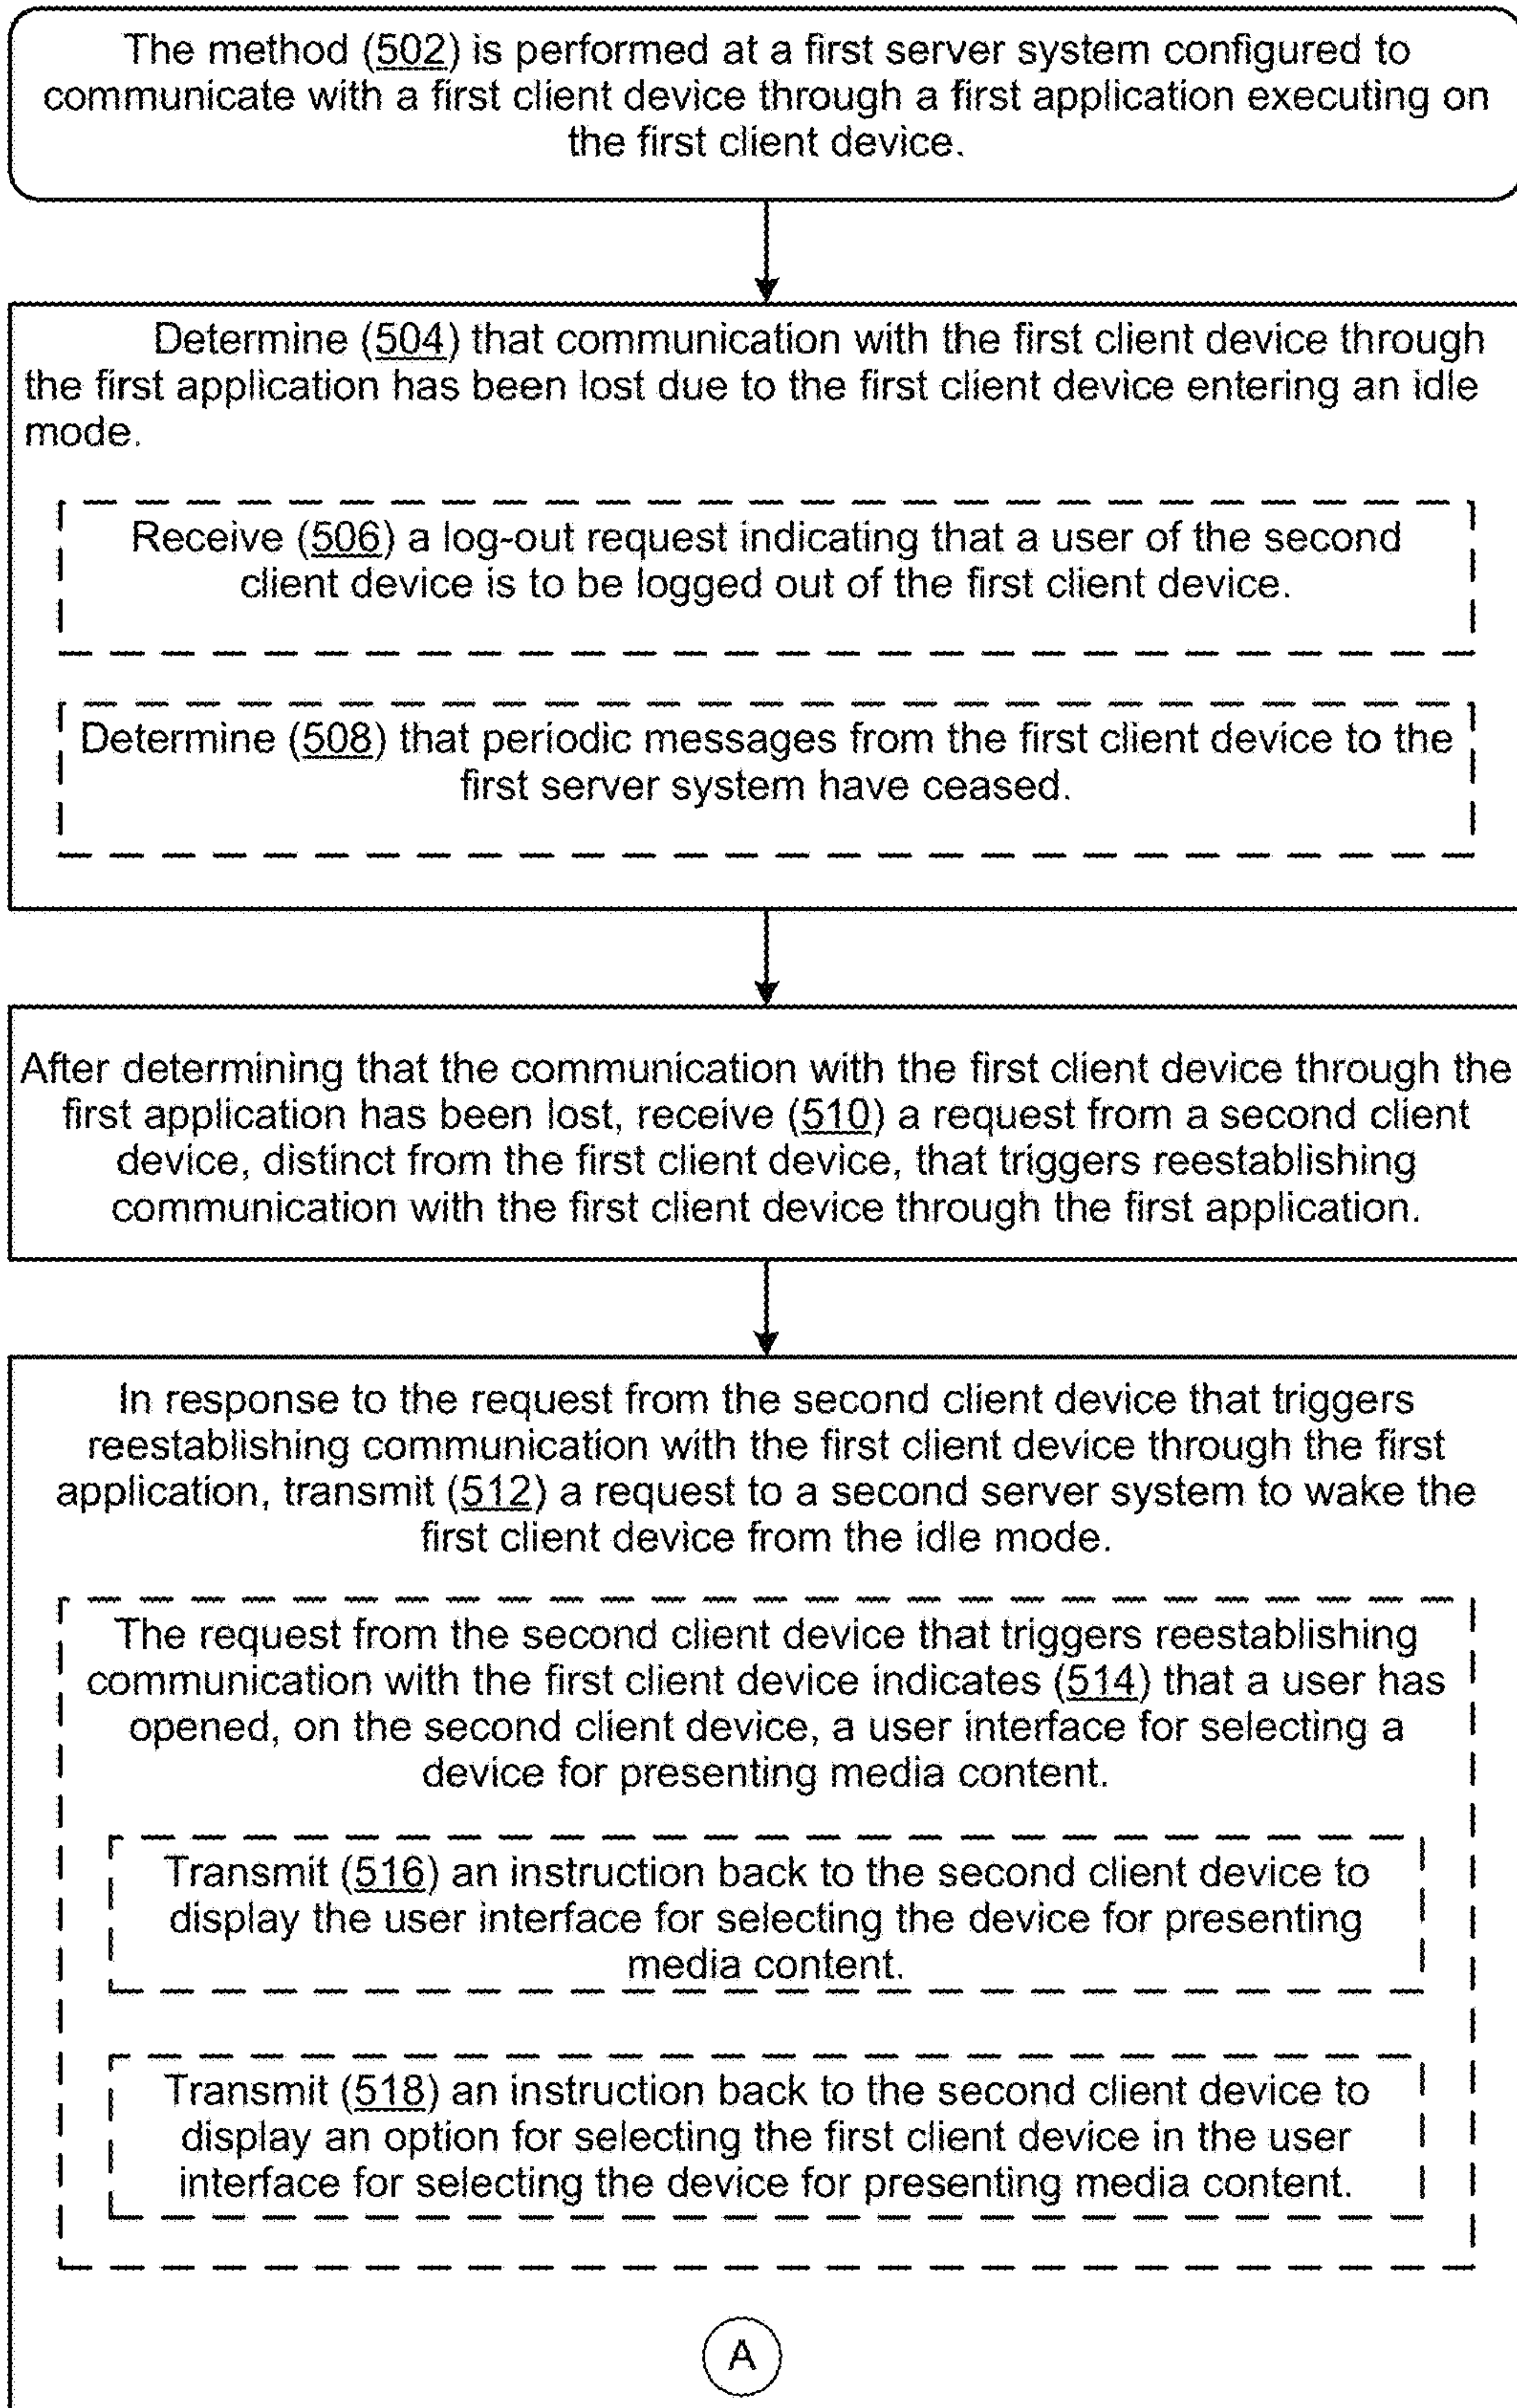 The method (502) is performed at a first server system configured to
communicate with a first client device through a first application executing on
the first client device.
Determine (504) that communication with the first client device through
the first application has been lost due to the first client device entering an idle
mode.
Receive (506) a log-out request indicating that a user of the second
client device is to be logged out of the first client device.
Determine (508) that periodic messages from the first client device to the
first server system have ceased.
After determining that the communication with the first client device through the
first application has been lost, receive (510) a request from a second client
device, distinct from the first client device, that triggers reestablishing
communication with the first client device through the first application.
In response to the request from the second client device that triggers
reestablishing communication with the first client device through the first
application, transmit (512) a request to a second server system to wake the
first client device from the idle mode.
The request from the second client device that triggers reestablishing
communication with the first client device indicates (514) that a user has
opened, on the second client device, a user interface for selecting a
device for presenting media content.
Transmit (516) an instruction back to the second client device to
display the user interface for selecting the device for presenting
media content.
Transmit (518) an instruction back to the second client device to
display an option for selecting the first client device in the user
interface for selecting the device for presenting media content.
A